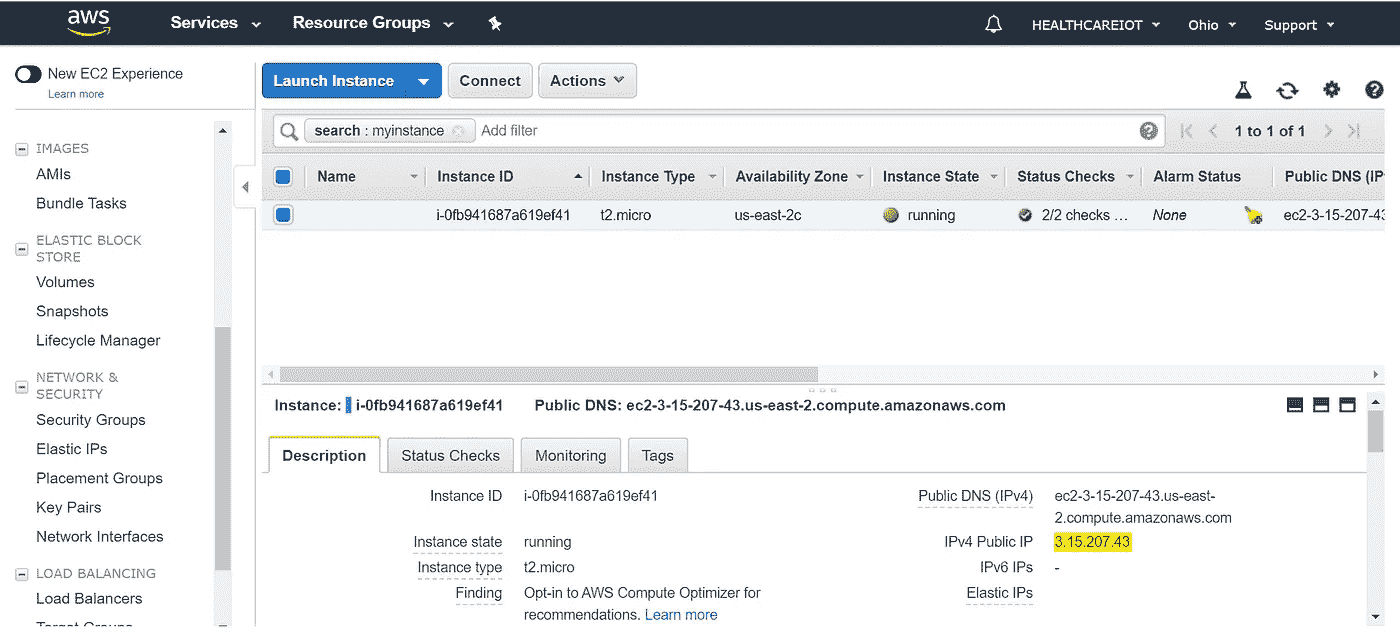 aws
Services
Resource Groups
HEALTHCAREIOT
Ohio
Support
New EC2 Experience
Learn more
IMAGES
AMIs
Bundle Tasks
ELASTIC BLOCK
STORE
Volumes
Snapshots
Lifecycle Manager
NETWORK &
SECURITY
Security Groups
Elastic IPs
Placement Groups
Key Pairs
Network Interfaces
LOAD BALANCING
Load Balancers
Target Groups
Launch Instance
Connect
Actions
search : myinstance
Add filter
1 to 1 of 1
Name
Instance ID
Instance Type
Availability Zone
Instance State
Status Checks
Alarm Status
Public DNS (IP
i-0fb941687a619ef41
t2.micro
us-east-2c
running
2/2 checks ...
None
ec2-3-15-207-43
Instance: i-0fb941687a619ef41
Public DNS: ec2-3-15-207-43.us-east-2.compute.amazonaws.com
Description
Status Checks
Monitoring
Tags
Instance ID
i-0fb941687a619ef41
Instance state
running
Instance type
t2.micro
Finding
Opt-in to AWS Compute Optimizer for
recommendations. Learn more
Public DNS (IPv4)
ec2-3-15-207-43.us-east-
2.compute.amazonaws.com
IPv4 Public IP
3.15.207.43
IPv6 IPs
-
Elastic IPs